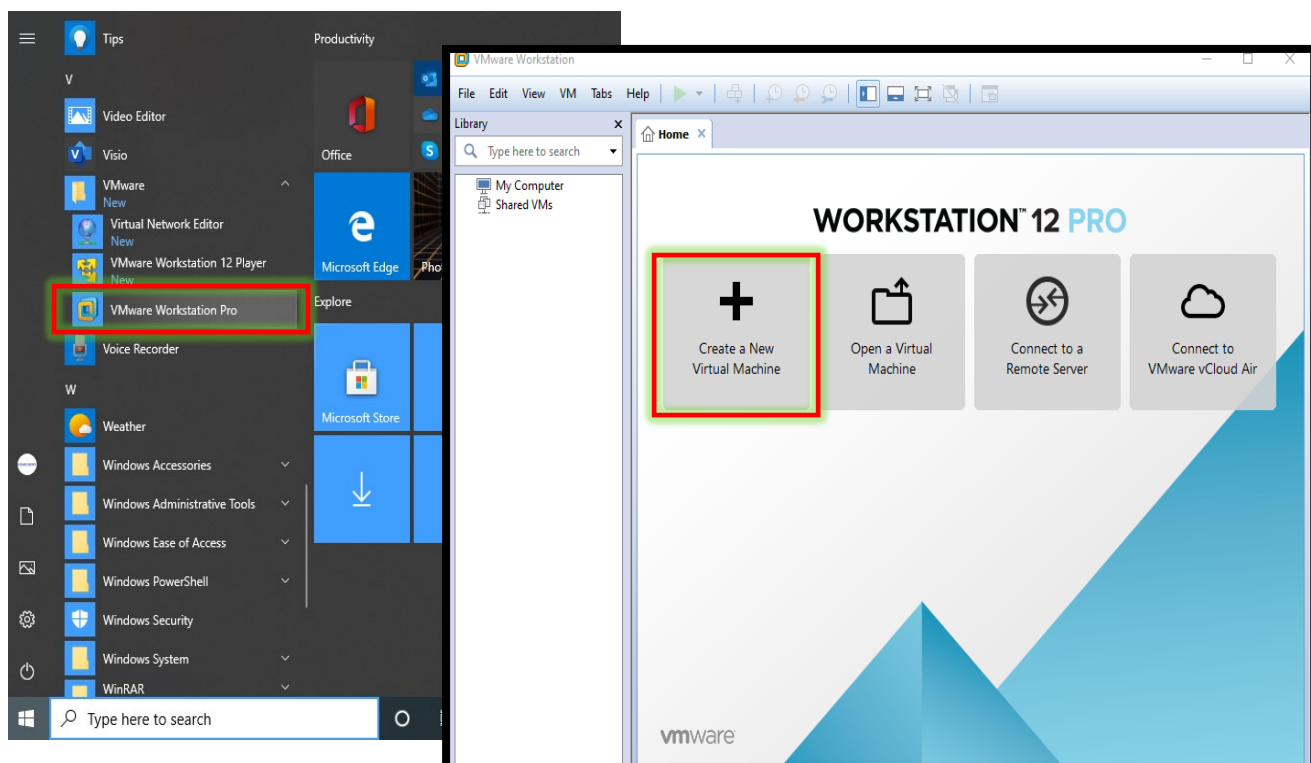 Tips
V
Video Editor
Visio
VMware
New
Virtual Network Editor
New
VMware Workstation 12 Player
New
VMware Workstation Pro
Voice Recorder
W
Weather
Windows Accessories
Windows Administrative Tools
Windows Ease of Access
Windows PowerShell
Windows Security
Windows System
WinRAR
Type here to search
Productivity
Office
Microsoft Edge
Pho
Explore
Microsoft Store
VMware Workstation
File Edit View VM Tabs Help
Library
Type here to search
My Computer
Shared VMs
Home
WORKSTATION™ 12 PRO
Create a New
Virtual Machine
Open a Virtual
Machine
Connect to a
Remote Server
Connect to
VMware vCloud Air
vmware